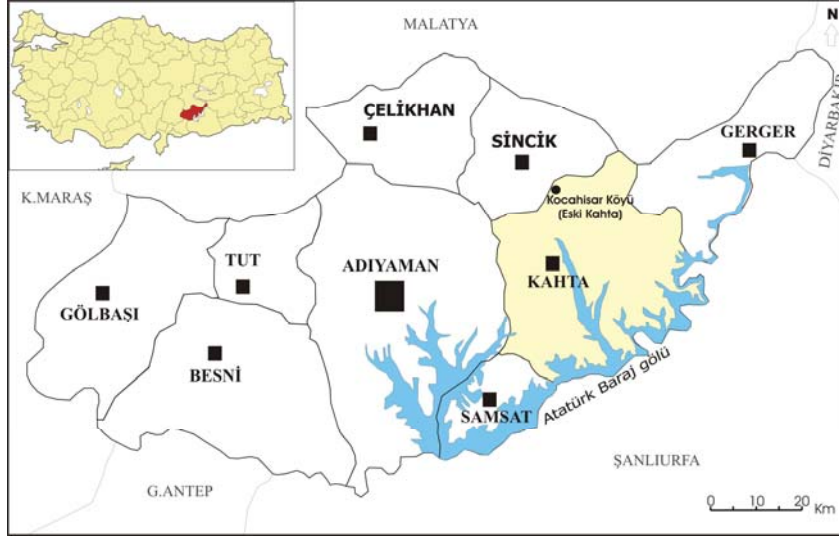 MALATYA
N
ÇELİKHAN
SİNCİK
GERGER
DİYARBAKIR
K.MARAŞ
Kocahisar Köyü
(Eski Kahta)
TUT
ADIYAMAN
KAHTA
GÖLBAŞI
BESNİ
SAMSAT
Atatürk Baraj gölü
ŞANLIURFA
G.ANTEP
0 10 20
Km